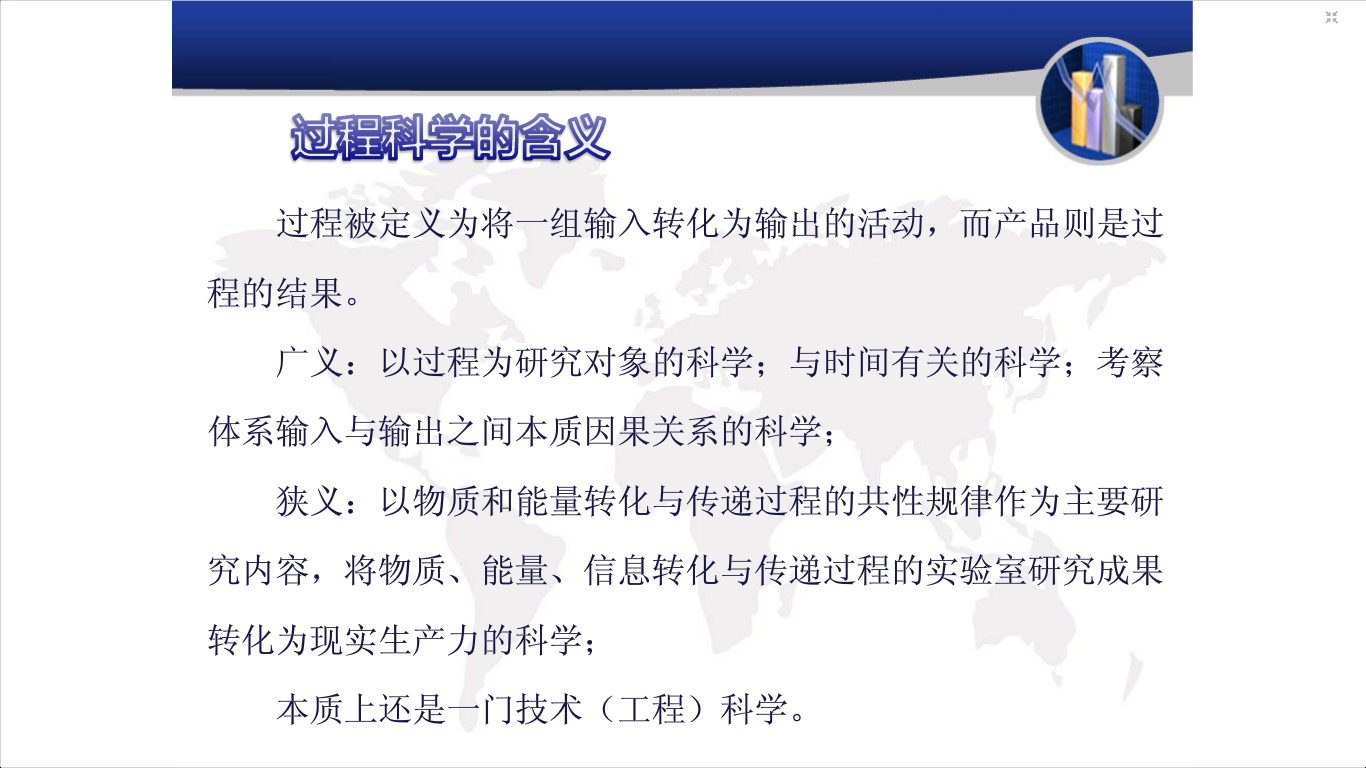 过程科学的含义
过程被定义为将一组输入转化为输出的活动，而产品则是过
程的结果。
广义：以过程为研究对象的科学；与时间有关的科学；考察
体系输入与输出之间本质因果关系的科学；
狭义：以物质和能量转化与传递过程的共性规律作为主要研
究内容，将物质、能量、信息转化与传递过程的实验室研究成果
转化为现实生产力的科学；
本质上还是一门技术（工程）科学。